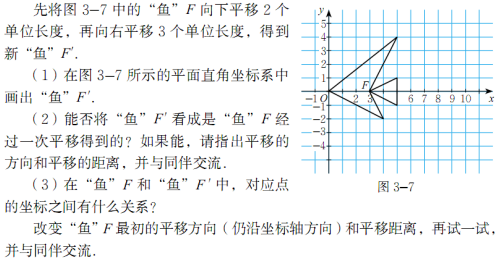 先将图 3-7 中的“鱼” F 向下平移 2 个
单位长度，再向右平移 3 个单位长度，得到
新“鱼” F′.
（1）在图 3-7 所示的平面直角坐标系中
画出“鱼” F′.
（2）能否将“鱼” F′ 看成是“鱼” F 经
过一次平移得到的？如果能，请指出平移的
方向和平移的距离，并与同伴交流.
（3）在“鱼” F 和“鱼” F′ 中，对应点
的坐标之间有什么关系？
改变“鱼” F 最初的平移方向（仍沿坐标轴方向）和平移距离，再试一试，
并与同伴交流.
y
5
4
3
2
1
F
-1 O 1 2 3 4 5 6 7 8 9 10 x
-1
-2
-4
图 3-7